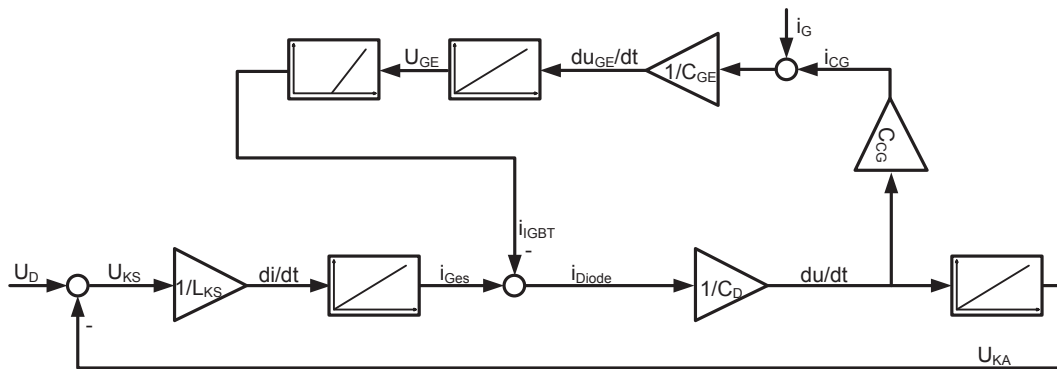 i_G
U_GE
du_GE/dt
1/C_GE
i_CG
C_CG
i_IGBT
-
U_D
U_KS
1/L_KS
di/dt
i_Ges
i_Diode
1/C_D
du/dt
-
U_KA